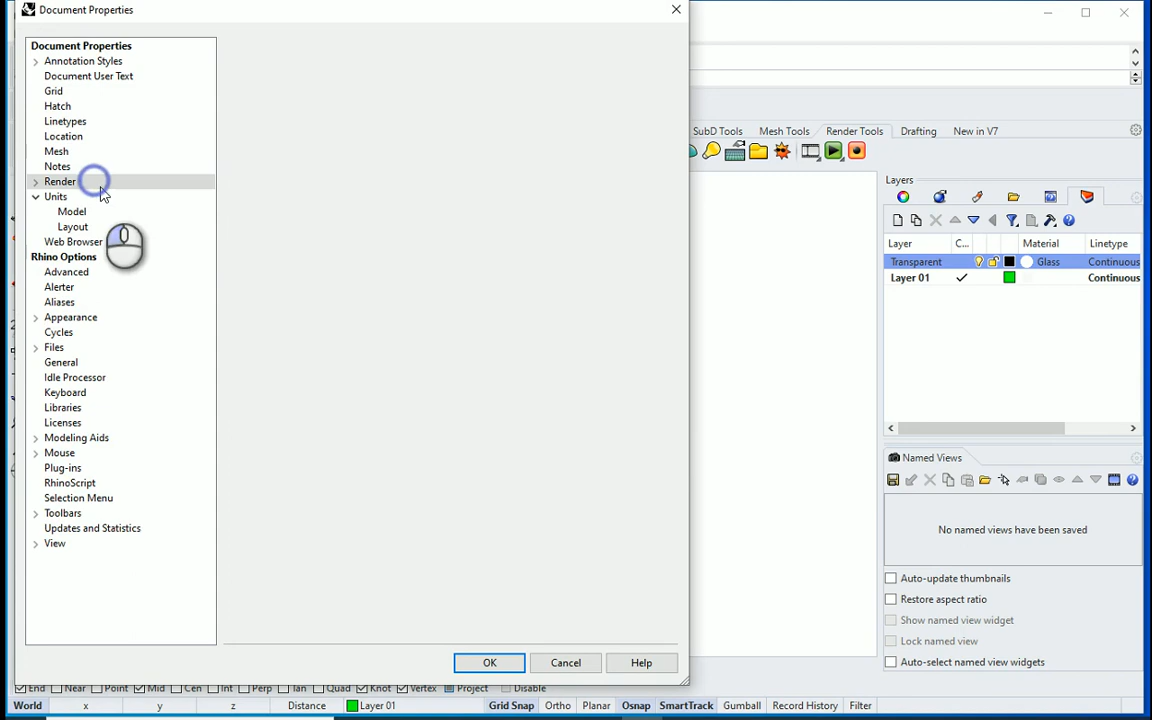 Document Properties
Document Properties
Annotation Styles
Document User Text
Grid
Hatch
Linetypes
Location
Mesh
Notes
Render
Units
Model
Layout
Web Browser
Rhino Options
Advanced
Alerter
Aliases
Appearance
Cycles
Files
General
Idle Processor
Keyboard
Libraries
Licenses
Modeling Aids
Mouse
Plug-ins
RhinoScript
Selection Menu
Toolbars
Updates and Statistics
View
OK Cancel Help
SubD Tools Mesh Tools Render Tools Drafting New in V7
Layers
Layer C... Material Linetype
Transparent Glass Continuous
Layer 01 Continuous
Named Views
No named views have been saved
Auto-update thumbnails
Restore aspect ratio
Show named view widget
Lock named view
Auto-select named view widgets
End Near Point Mid Cen Int Perp Tan Quad Knot Vertex Project Disable
World x y z Distance Layer 01 Grid Snap Ortho Planar Osnap SmartTrack Gumball Record History Filter